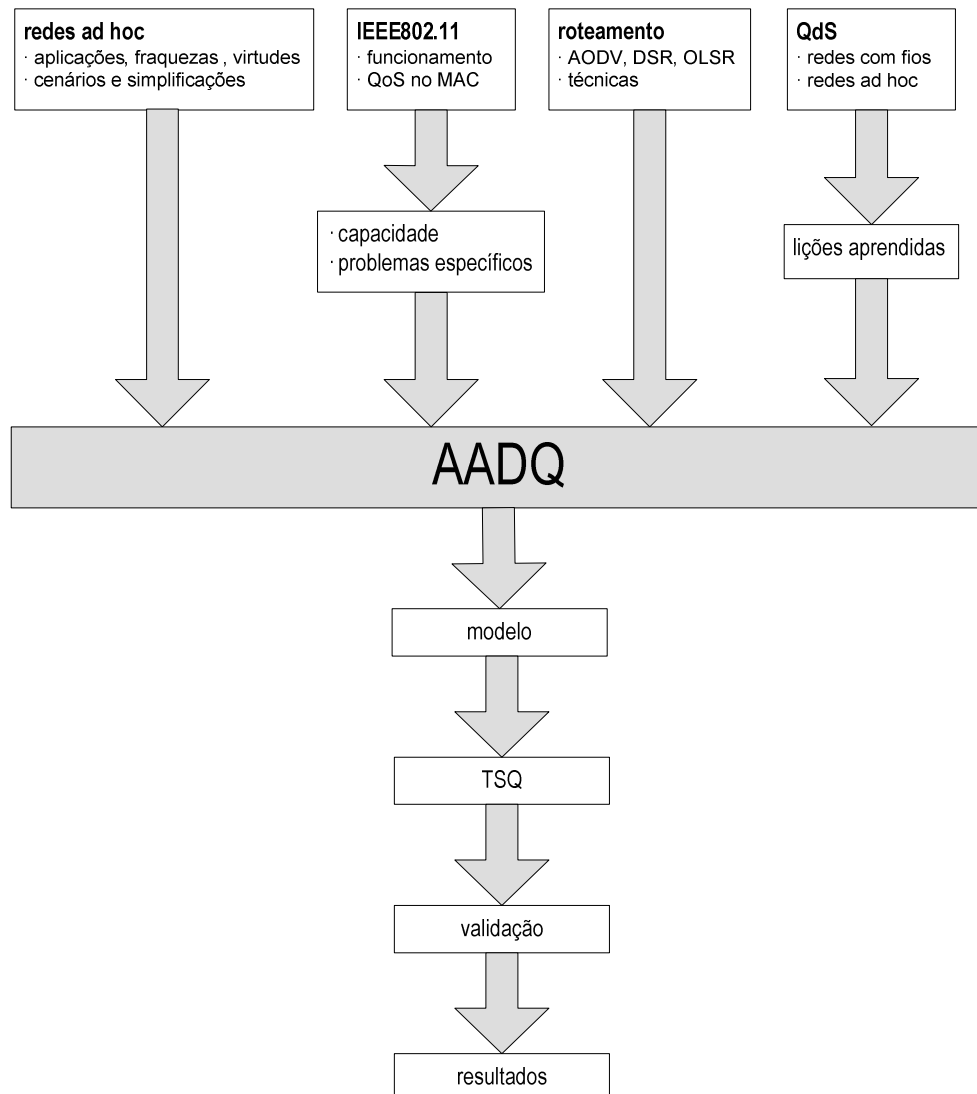 redes ad hoc
· aplicações, fraquezas , virtudes
· cenários e simplificações
IEEE802.11
· funcionamento
· QoS no MAC
roteamento
· AODV, DSR, OLSR
· técnicas
QdS
· redes com fios
· redes ad hoc
· capacidade
· problemas específicos
lições aprendidas
AADQ
modelo
TSQ
validação
resultados